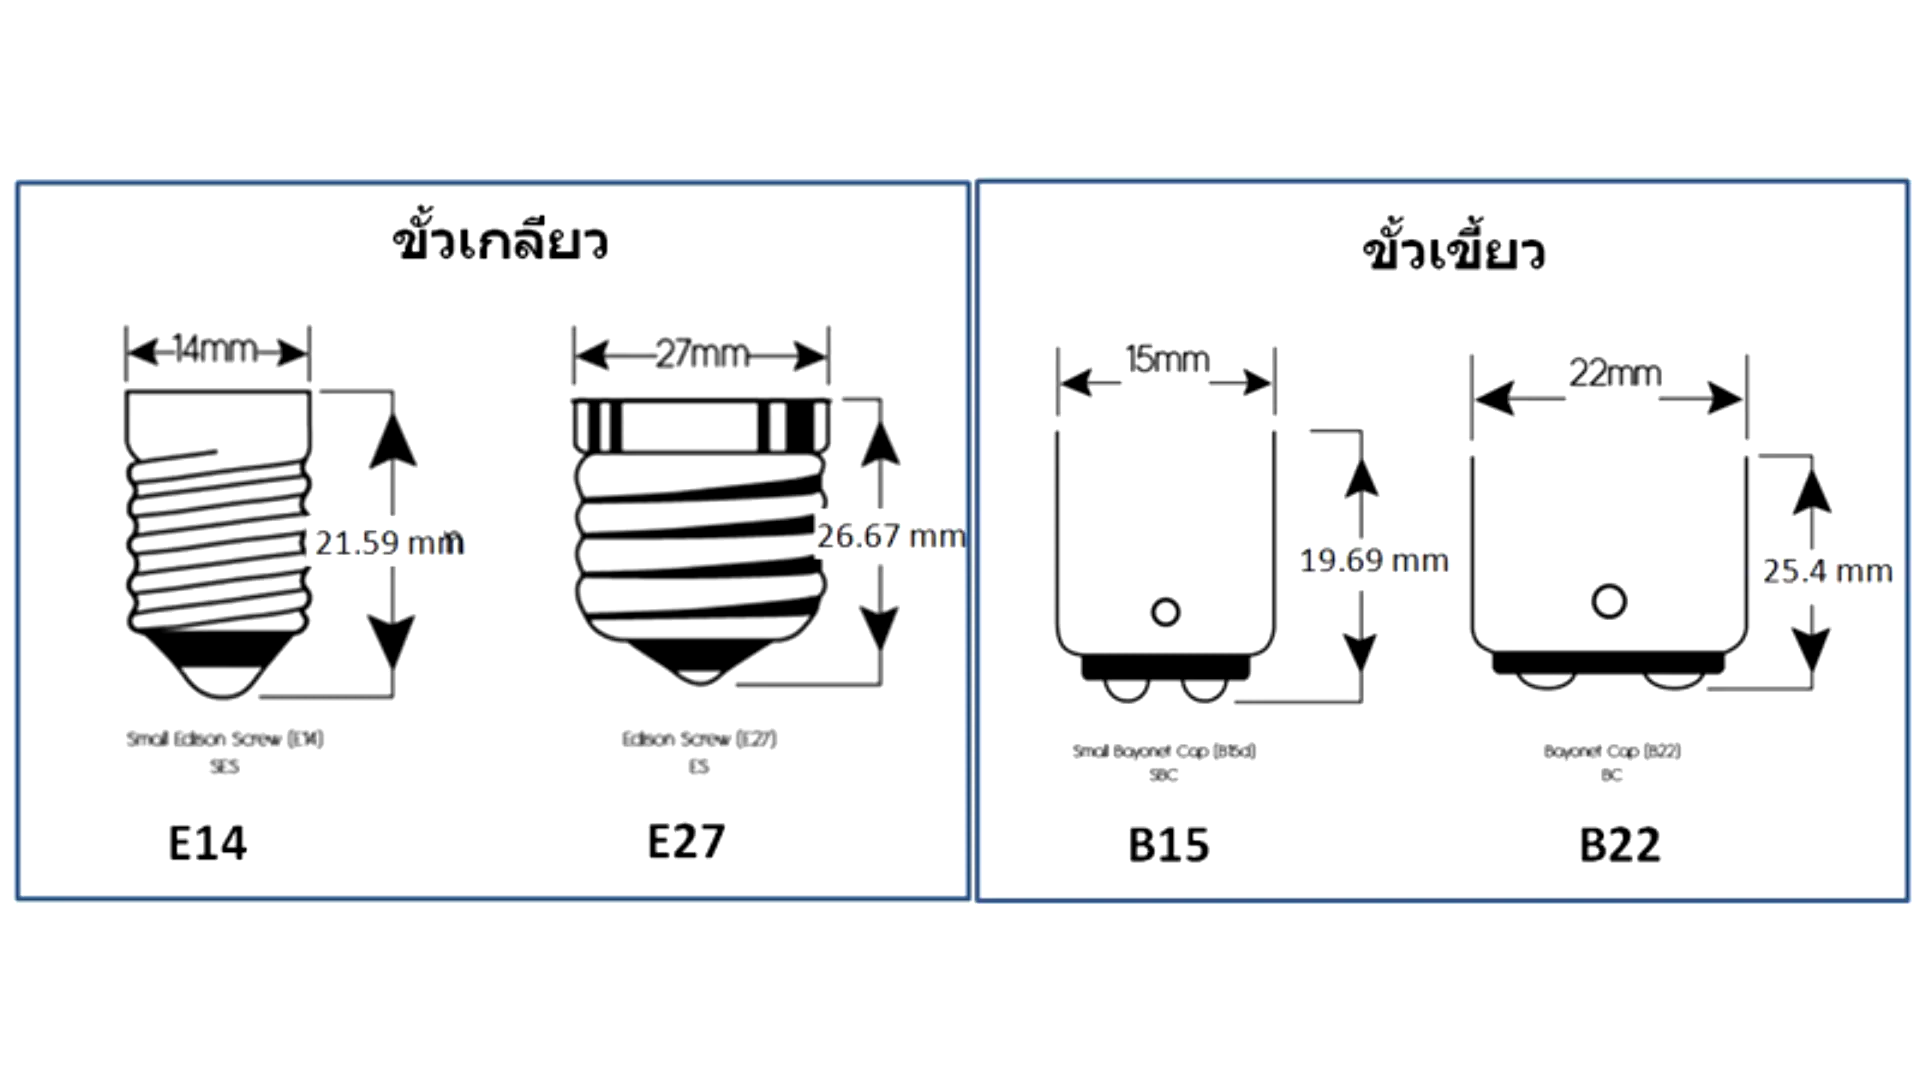 ขั้วเกลียว
14mm
27mm
21.59 mm
26.67 mm
Small Edison Screw (E14)
SES
Edison Screw (E27)
ES
E14
E27
ขั้วเขี้ยว
15mm
22mm
19.69 mm
25.4 mm
Small Bayonet Cap (B15d)
SBC
Bayonet Cap (B22)
BC
B15
B22